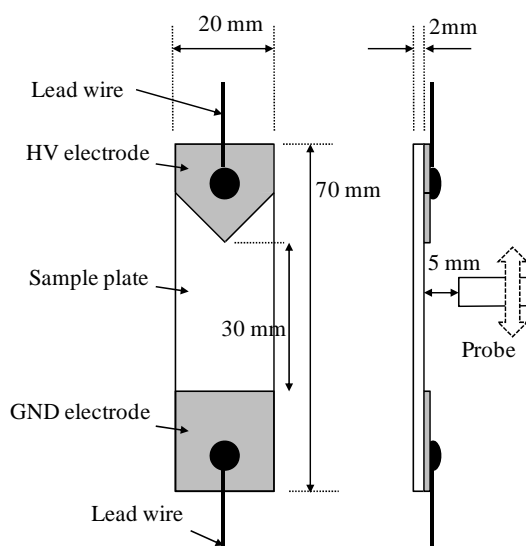 20 mm
2mm
Lead wire
HV electrode
70 mm
5 mm
Sample plate
30 mm
Probe
GND electrode
Lead wire